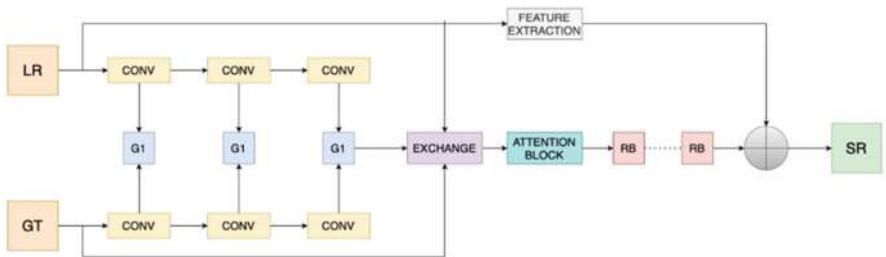 FEATURE
EXTRACTION
LR
CONV
CONV
CONV
G1
G1
G1
EXCHANGE
ATTENTION
BLOCK
RB
RB
SR
GT
CONV
CONV
CONV